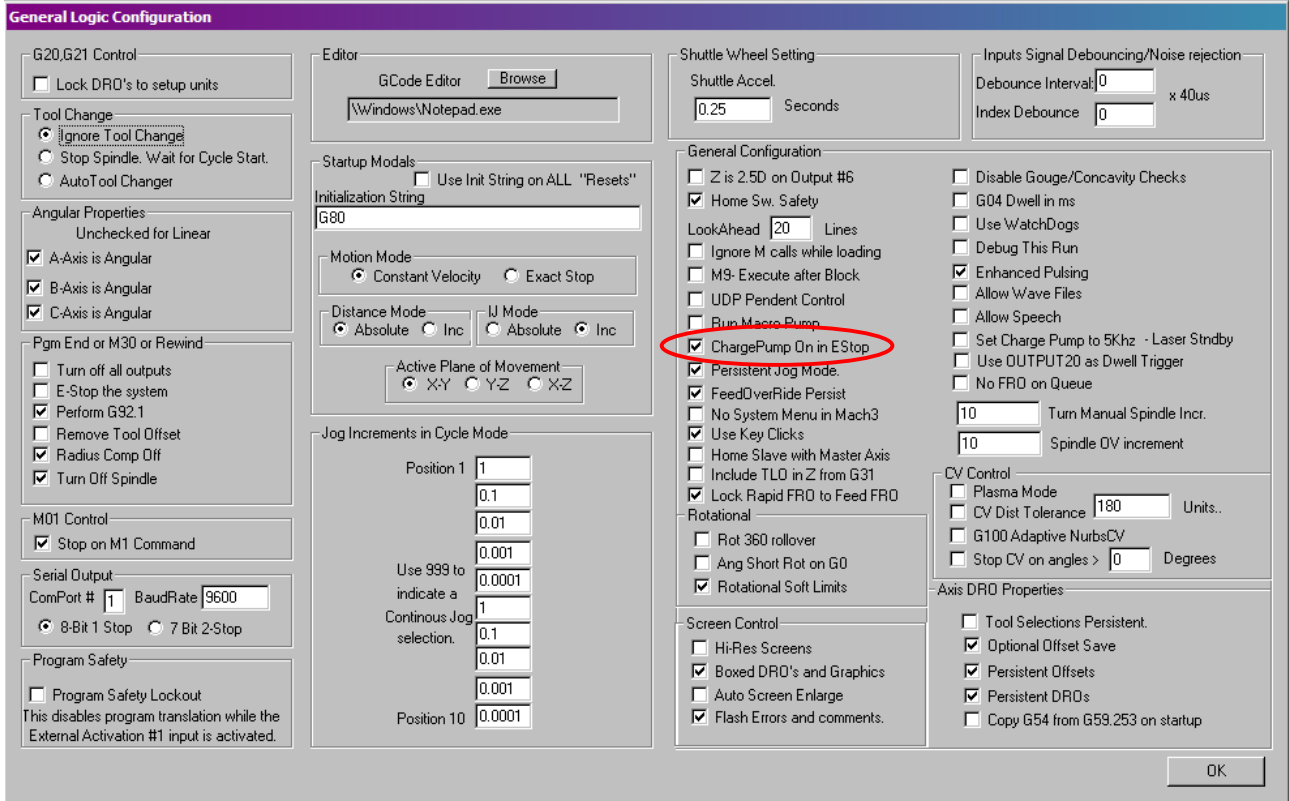 General Logic Configuration
G20,G21 Control
Lock DRO's to setup units
Tool Change
Ignore Tool Change
Stop Spindle. Wait for Cycle Start.
AutoTool Changer
Angular Properties
Unchecked for Linear
A-Axis is Angular
B-Axis is Angular
C-Axis is Angular
Pgm End or M30 or Rewind
Turn off all outputs
E-Stop the system
Perform G92.1
Remove Tool Offset
Radius Comp Off
Turn Off Spindle
M01 Control
Stop on M1 Command
Serial Output
ComPort # 1 BaudRate 9600
8-Bit 1 Stop 7 Bit 2-Stop
Program Safety
Program Safety Lockout
This disables program translation while the
External Activation #1 input is activated.
Editor
GCode Editor Browse
\Windows\Notepad.exe
Startup Modals
Use Init String on ALL "Resets"
Initialization String
G80
Motion Mode
Constant Velocity Exact Stop
Distance Mode
Absolute Inc
IJ Mode
Absolute Inc
Active Plane of Movement
X-Y Y-Z X-Z
Jog Increments in Cycle Mode
Position 1 1
0.1
0.01
0.001
Use 999 to
0.0001
indicate a
1
Continous Jog
0.1
selection.
0.01
0.001
Position 10 0.0001
Shuttle Wheel Setting
Shuttle Accel.
0.25 Seconds
Inputs Signal Debouncing/Noise rejection
Debounce Interval: 0
x 40us
Index Debounce 0
General Configuration
Z is 2.5D on Output #6
Home Sw. Safety
LookAhead 20 Lines
Ignore M calls while loading
M9- Execute after Block
UDP Pendent Control
Run Macro Pump
ChargePump On in EStop
Persistent Jog Mode.
FeedOverRide Persist
No System Menu in Mach3
Use Key Clicks
Home Slave with Master Axis
Include TLO in Z from G31
Lock Rapid FRO to Feed FRO
Disable Gouge/Concavity Checks
G04 Dwell in ms
Use WatchDogs
Debug This Run
Enhanced Pulsing
Allow Wave Files
Allow Speech
Set Charge Pump to 5Khz - Laser Stndby
Use OUTPUT20 as Dwell Trigger
No FRO on Queue
10 Turn Manual Spindle Incr.
10 Spindle OV increment
Rotational
Rot 360 rollover
Ang Short Rot on G0
Rotational Soft Limits
CV Control
Plasma Mode
CV Dist Tolerance 180 Units..
G100 Adaptive NurbsCV
Stop CV on angles > 0 Degrees
Screen Control
Hi-Res Screens
Boxed DRO's and Graphics
Auto Screen Enlarge
Flash Errors and comments.
Axis DRO Properties
Tool Selections Persistent.
Optional Offset Save
Persistent Offsets
Persistent DROs
Copy G54 from G59.253 on startup
OK